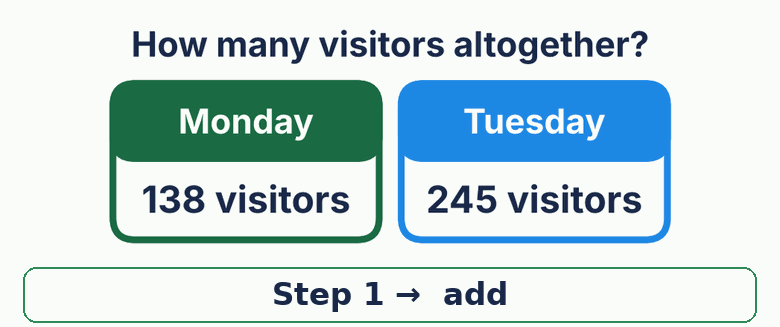 How many visitors altogether?
Monday
Tuesday
138 visitors
245 visitors
Step 1 → add